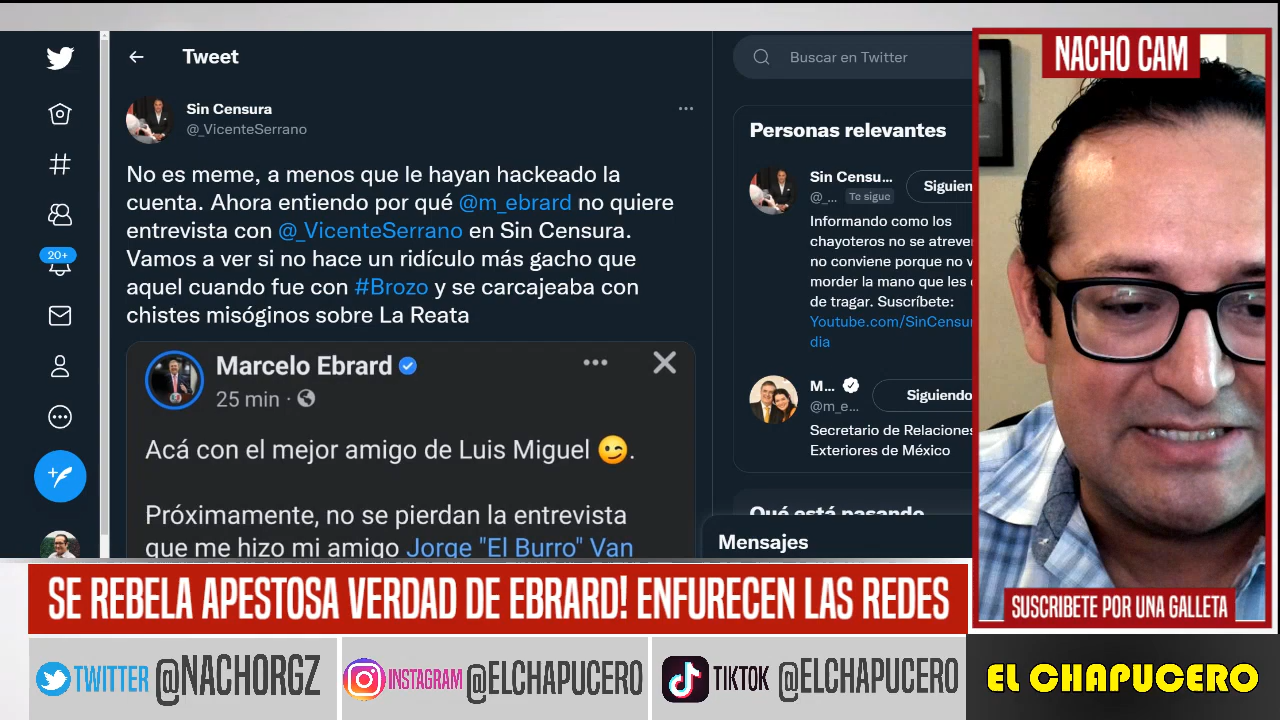 Tweet
Buscar en Twitter
Sin Censura
@_VicenteSerrano
No es meme, a menos que le hayan hackeado la
cuenta. Ahora entiendo por qué @m_ebrard no quiere
entrevista con @_VicenteSerrano en Sin Censura.
Vamos a ver si no hace un ridículo más gacho que
aquel cuando fue con #Brozo y se carcajeaba con
chistes misóginos sobre La Reata
20+
Marcelo Ebrard
25 min ·
Acá con el mejor amigo de Luis Miguel 😉.
Próximamente, no se pierdan la entrevista
que me hizo mi amigo Jorge "El Burro" Van
Personas relevantes
Sin Censu...
@_... Te sigue
Siguien
Informando como los
chayoteros no se atreven
no conviene porque no v
morder la mano que les d
de tragar. Suscríbete:
Youtube.com/SinCensu
dia
M...
@m_e...
Siguiendo
Secretario de Relaciones
Exteriores de México
Qué está pasando
Mensajes
NACHO CAM
SUSCRIBETE POR UNA GALLETA
SE REBELA APESTOSA VERDAD DE EBRARD! ENFURECEN LAS REDES
TWITTER @NACHORGZ
INSTAGRAM @ELCHAPUCERO
TIKTOK @ELCHAPUCERO
EL CHAPUCERO